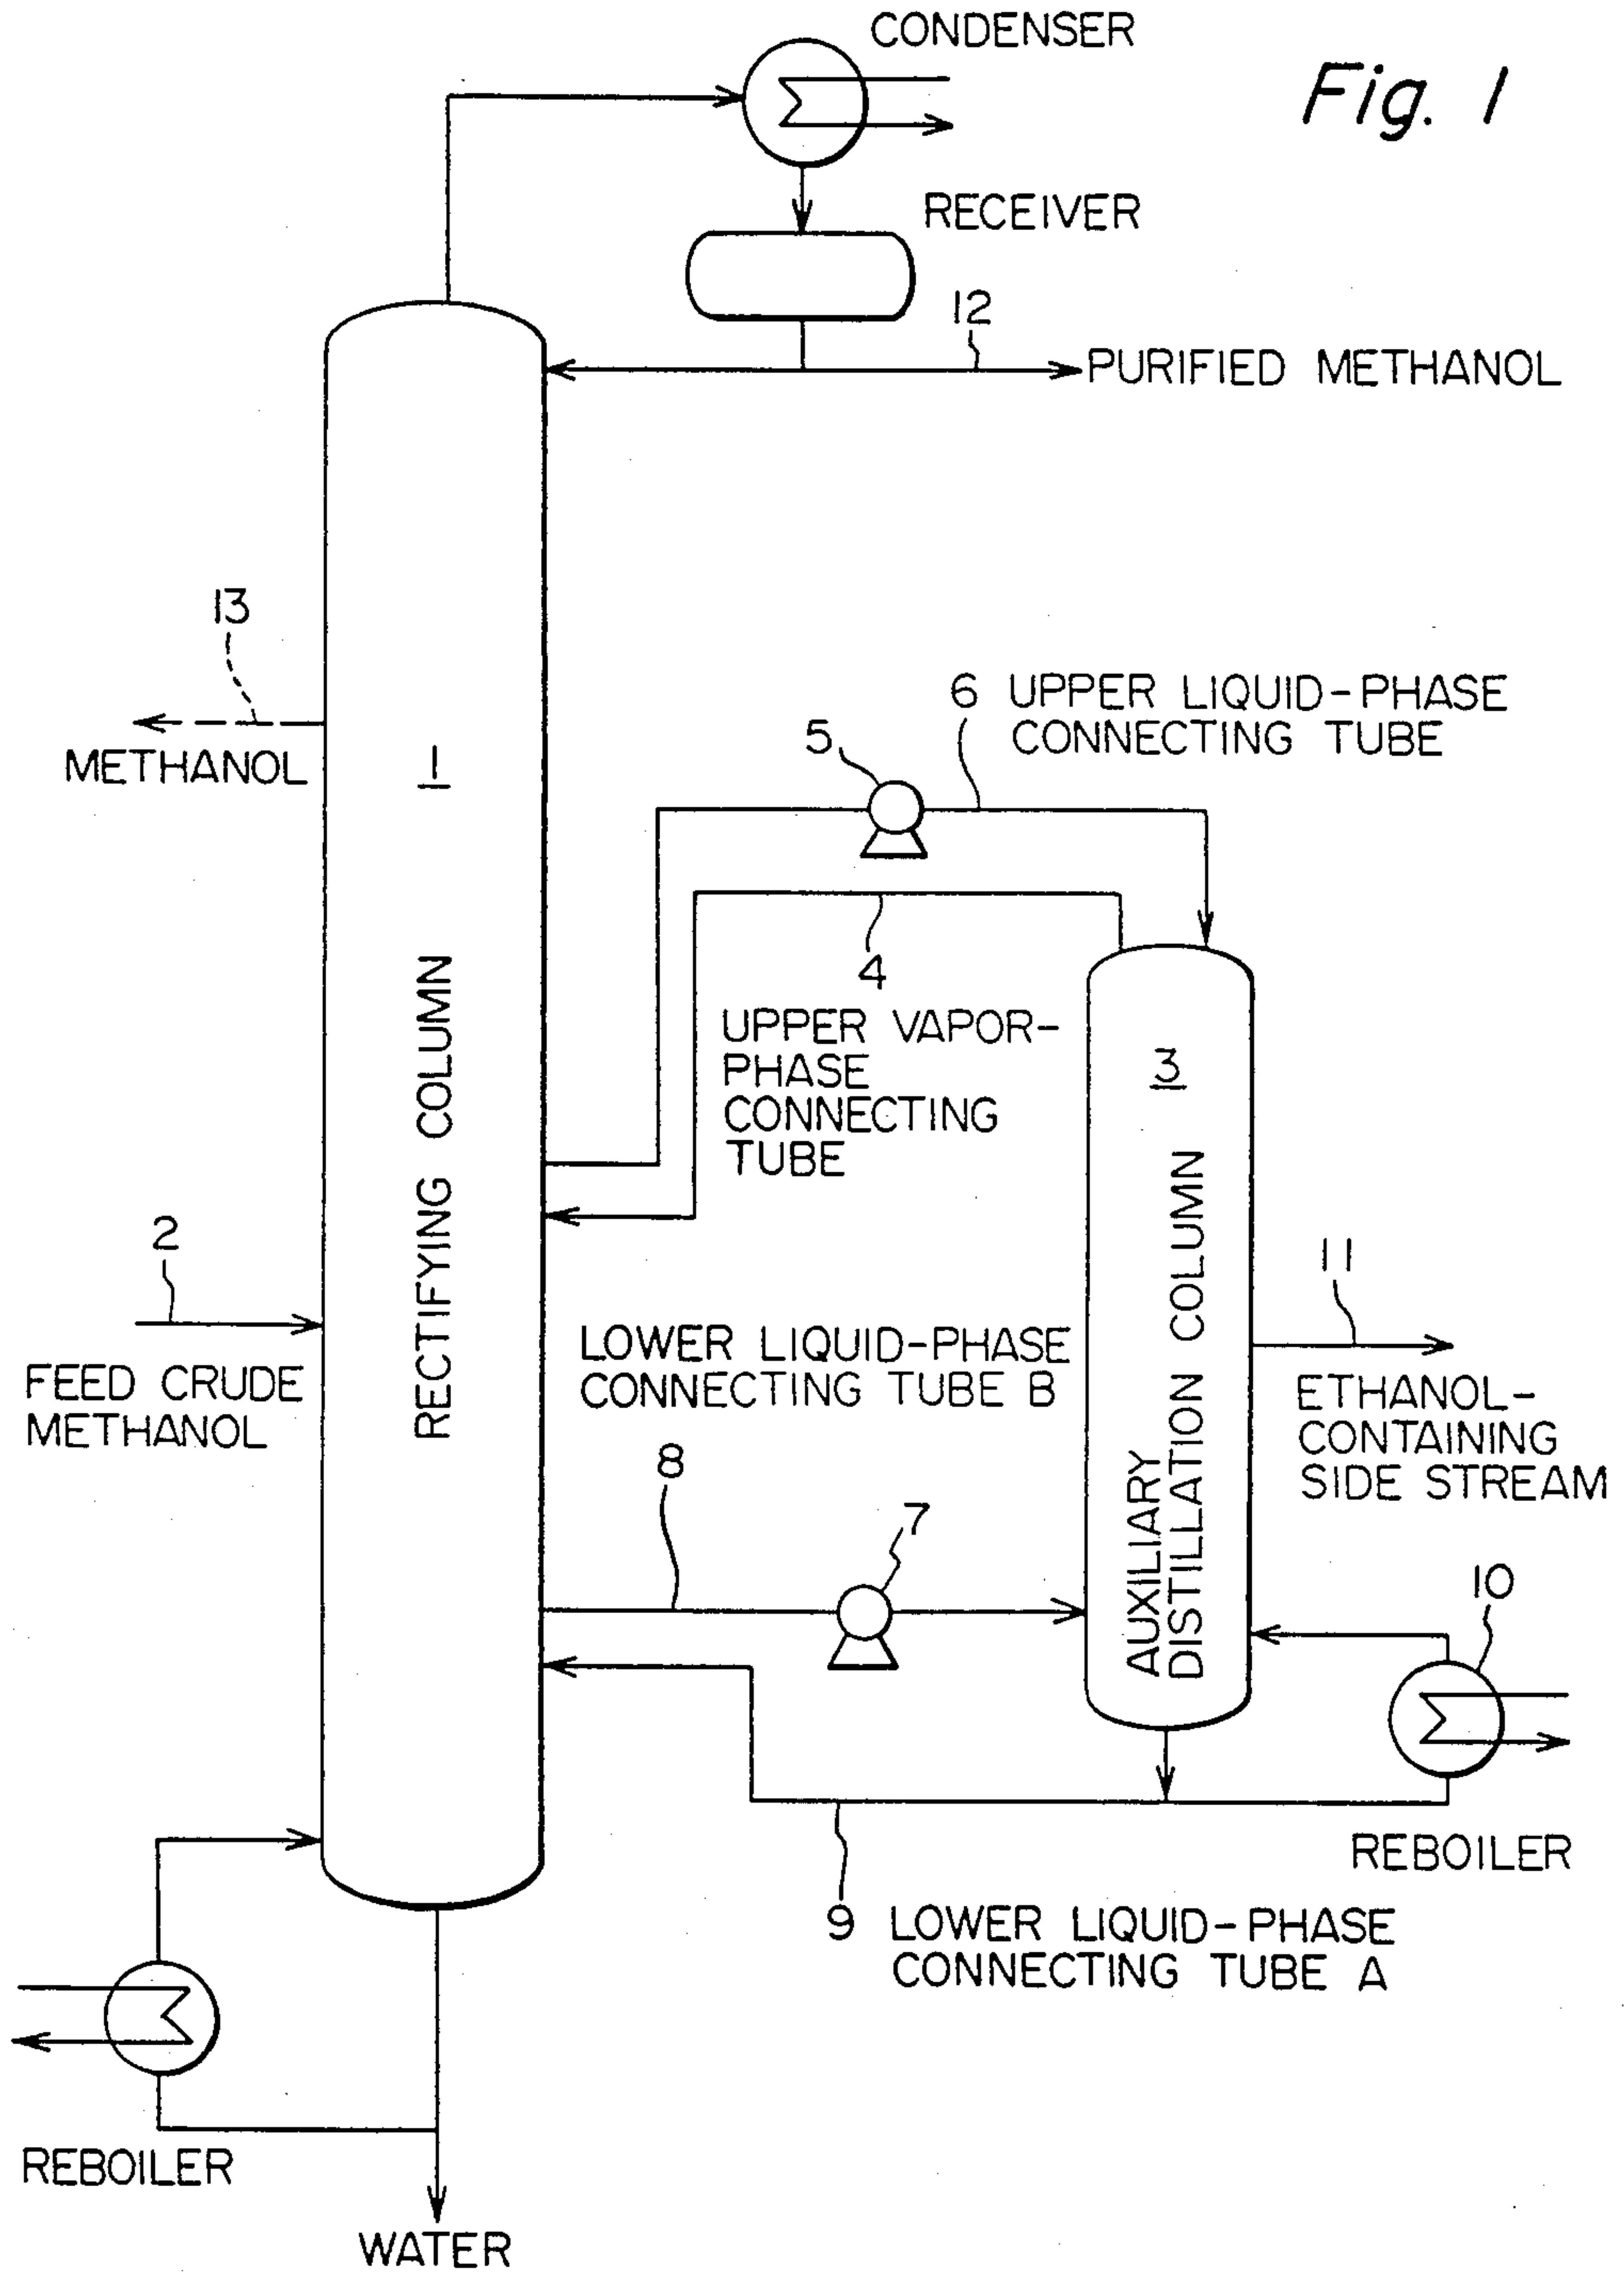 CONDENSER
Fig. 1
RECEIVER
12
PURIFIED METHANOL
13
METHANOL
1
RECTIFYING COLUMN
6 UPPER LIQUID-PHASE
CONNECTING TUBE
5
4
UPPER VAPOR-
PHASE
CONNECTING
TUBE
3
AUXILIARY
DISTILLATION COLUMN
2
FEED CRUDE
METHANOL
11
ETHANOL-
CONTAINING
SIDE STREAM
LOWER LIQUID-PHASE
CONNECTING TUBE B
8
7
10
REBOILER
9 LOWER LIQUID-PHASE
CONNECTING TUBE A
REBOILER
WATER